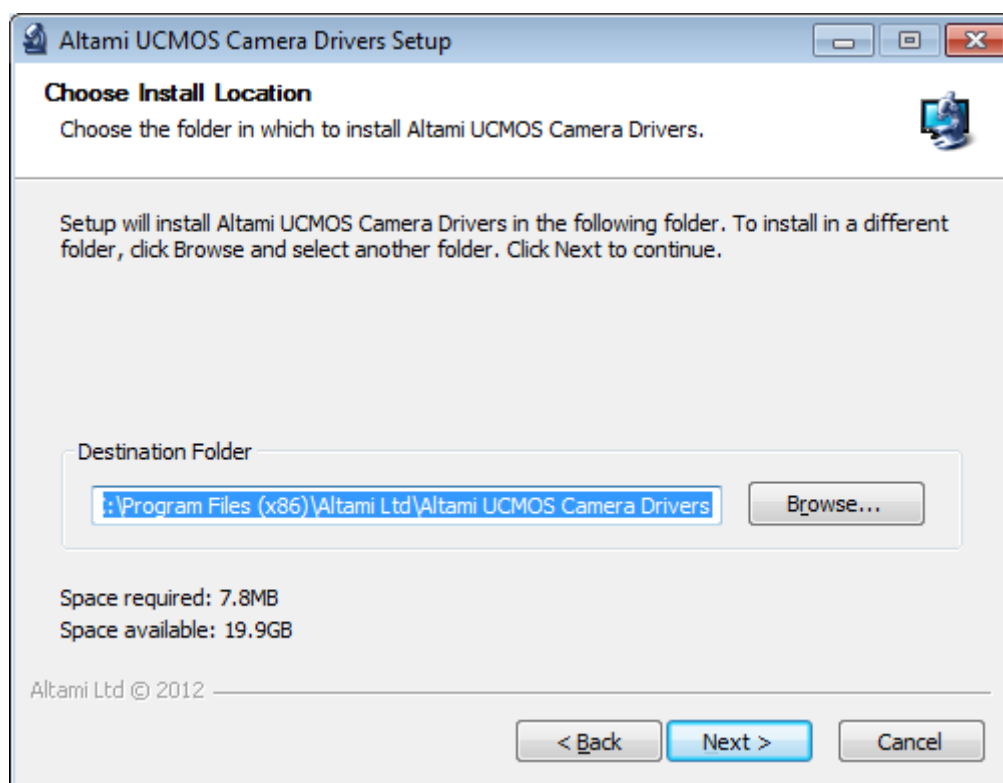 Altami UCMOS Camera Drivers Setup
Choose Install Location
Choose the folder in which to install Altami UCMOS Camera Drivers.
Setup will install Altami UCMOS Camera Drivers in the following folder. To install in a different
folder, click Browse and select another folder. Click Next to continue.
Destination Folder
:\Program Files (x86)\Altami Ltd\Altami UCMOS Camera Drivers
Browse...
Space required: 7.8MB
Space available: 19.9GB
Altami Ltd © 2012
< Back
Next >
Cancel